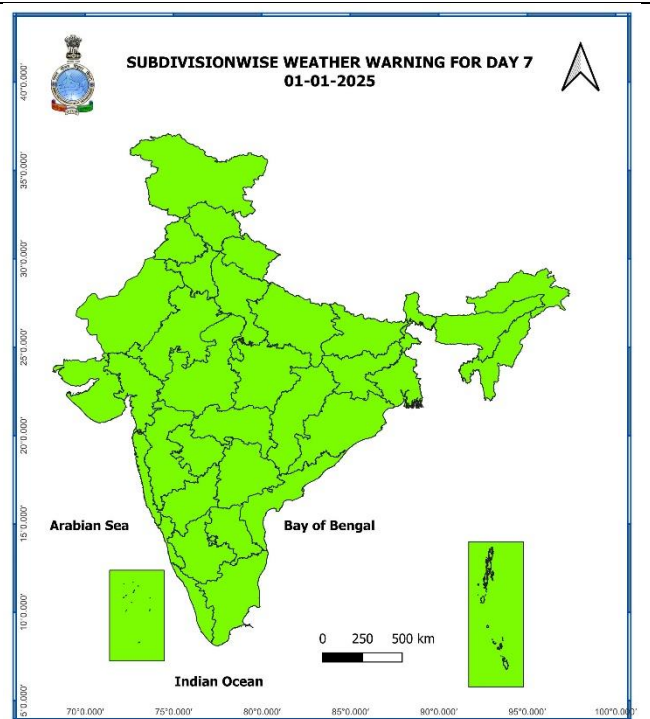 SUBDIVISIONWISE WEATHER WARNING FOR DAY 7
01-01-2025
40°0.000'
35°0.000'
30°0.000'
25°0.000'
20°0.000'
15°0.000'
10°0.000'
5°0.000'
Arabian Sea
Bay of Bengal
0 250 500 km
Indian Ocean
70°0.000' 75°0.000' 80°0.000' 85°0.000' 90°0.000' 95°0.000' 100°0.000'